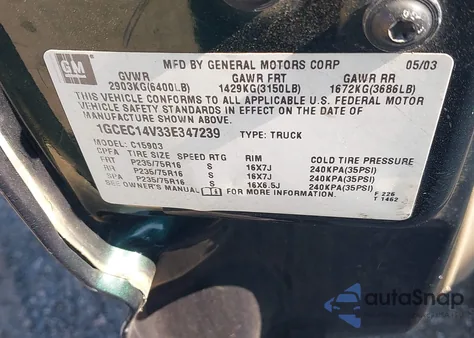 GM MFD BY GENERAL MOTORS CORP 05/03
GVWR GAWR FRT GAWR RR
2903KG(6400LB) 1429KG(3150LB) 1672KG(3686LB)
THIS VEHICLE CONFORMS TO ALL APPLICABLE U.S. FEDERAL MOTOR
VEHICLE SAFETY STANDARDS IN EFFECT ON THE DATE OF
MANUFACTURE SHOWN ABOVE.
1GCEC14V33E347239 TYPE: TRUCK
MODEL: C15903
CPFA TIRE SIZE SPEED RTG RIM COLD TIRE PRESSURE
FRT P235/75R16 S 16X7J 240KPA(35PSI)
RR P235/75R16 S 16X7J 240KPA(35PSI)
SPC P235/75R16 S 16X6.5J 240KPA(35PSI)
SEE OWNER'S MANUAL FOR MORE INFORMATION.
F 226
T 1462
autoSnap